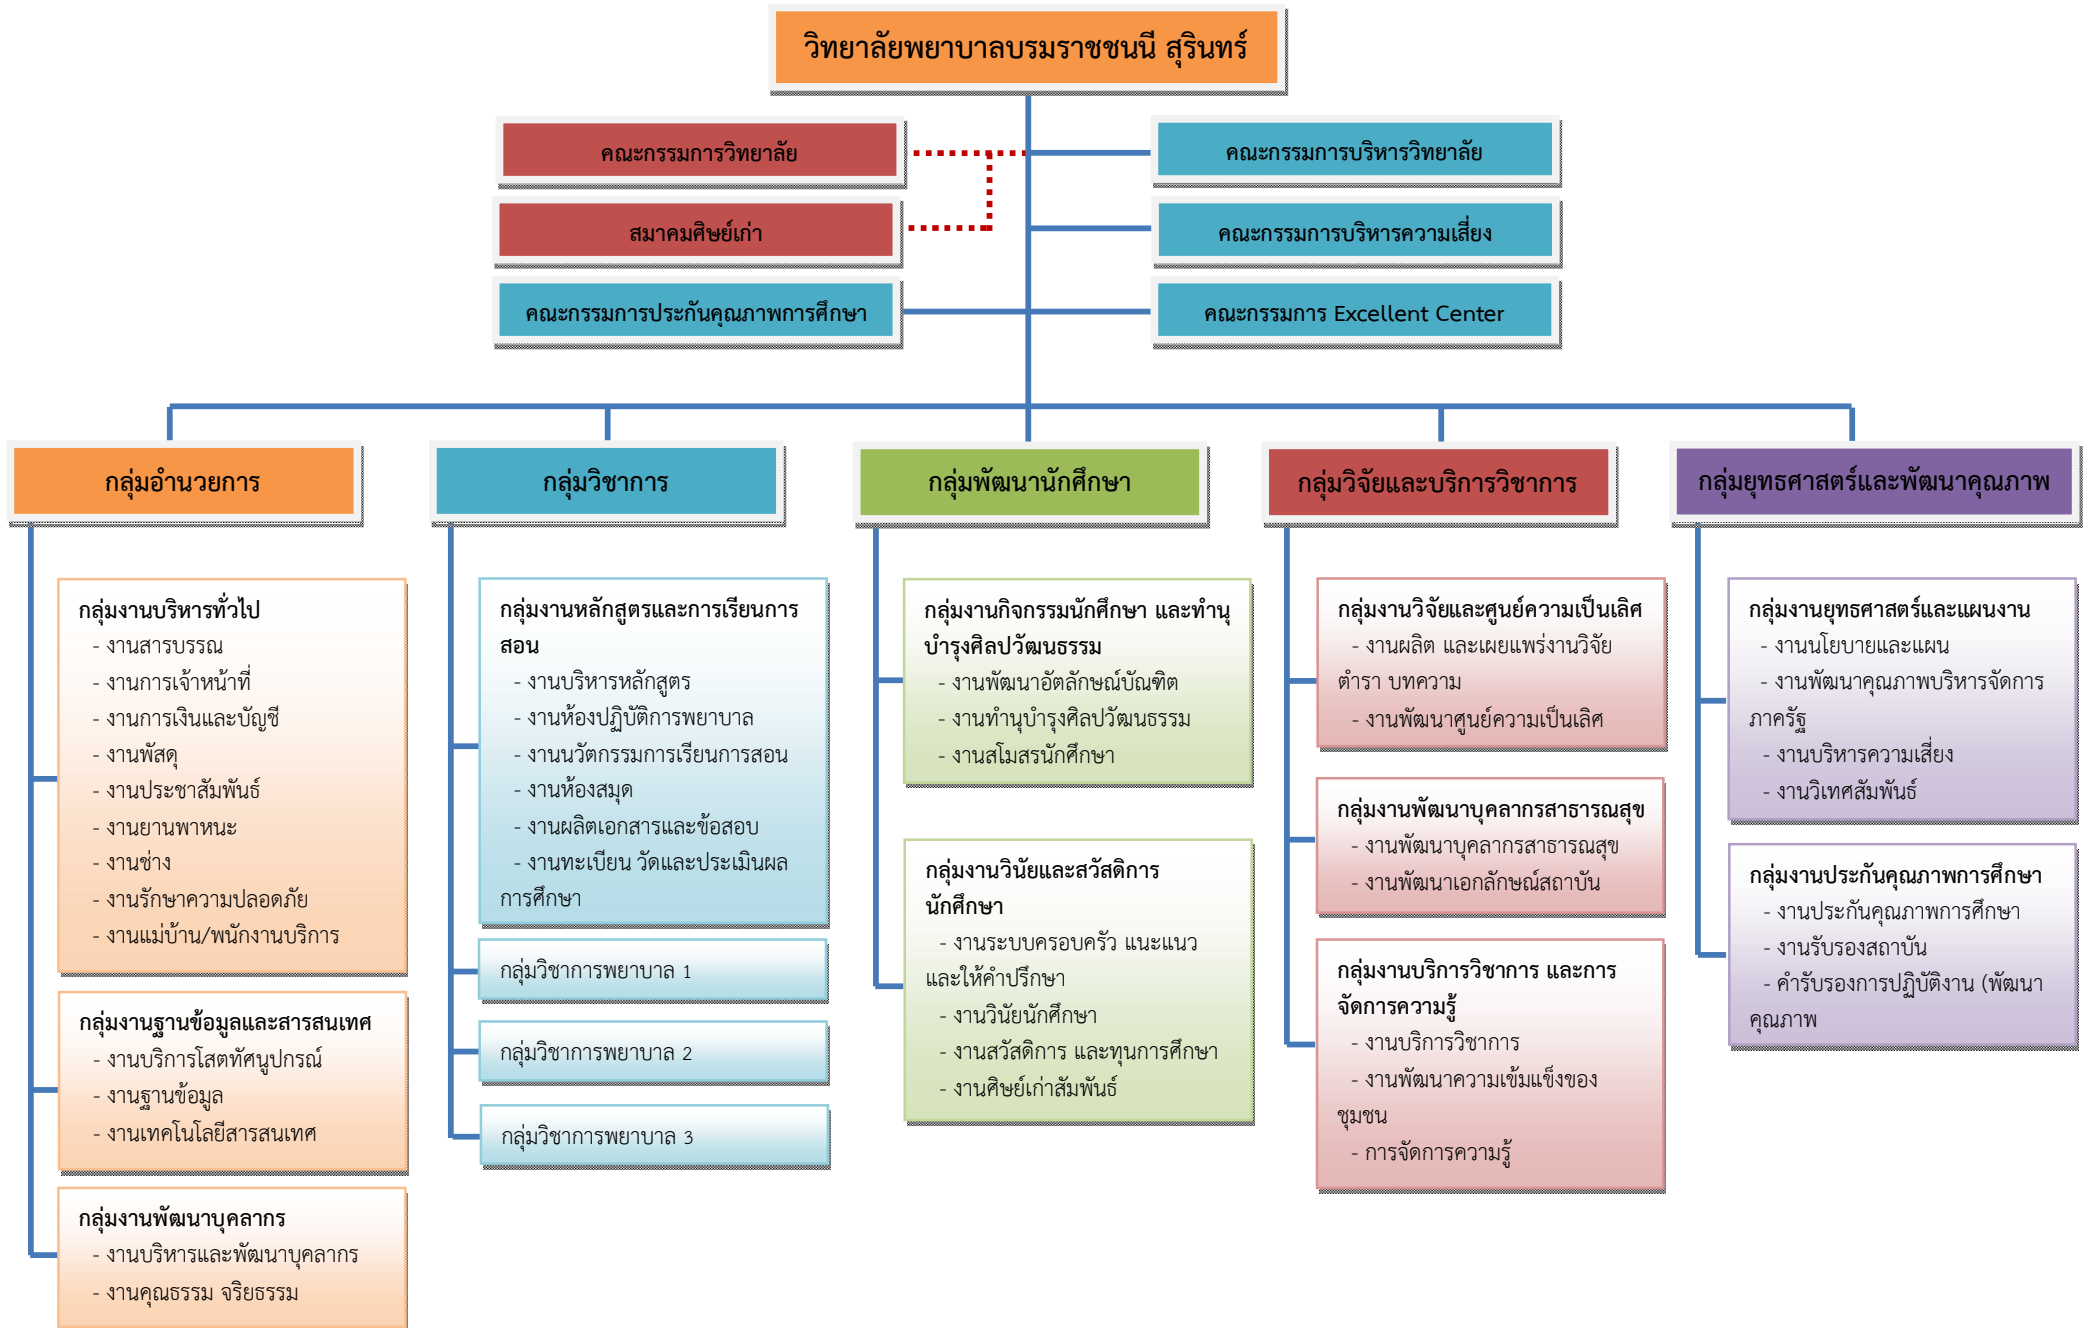 วิทยาลัยพยาบาลบรมราชชนนี สุรินทร์
คณะกรรมการวิทยาลัย
คณะกรรมการบริหารวิทยาลัย
สมาคมศิษย์เก่า
คณะกรรมการบริหารความเสี่ยง
คณะกรรมการประกันคุณภาพการศึกษา
คณะกรรมการ Excellent Center
กลุ่มอำนวยการ
กลุ่มงานบริหารทั่วไป
- งานสารบรรณ
- งานการเจ้าหน้าที่
- งานการเงินและบัญชี
- งานพัสดุ
- งานประชาสัมพันธ์
- งานยานพาหนะ
- งานช่าง
- งานรักษาความปลอดภัย
- งานแม่บ้าน/พนักงานบริการ
กลุ่มงานฐานข้อมูลและสารสนเทศ
- งานบริการโสตทัศนูปกรณ์
- งานฐานข้อมูล
- งานเทคโนโลยีสารสนเทศ
กลุ่มงานพัฒนาบุคลากร
- งานบริหารและพัฒนาบุคลากร
- งานคุณธรรม จริยธรรม
กลุ่มวิชาการ
กลุ่มงานหลักสูตรและการเรียนการ
สอน
- งานบริหารหลักสูตร
- งานห้องปฏิบัติการพยาบาล
- งานนวัตกรรมการเรียนการสอน
- งานห้องสมุด
- งานผลิตเอกสารและข้อสอบ
- งานทะเบียน วัดและประเมินผล
การศึกษา
กลุ่มวิชาการพยาบาล 1
กลุ่มวิชาการพยาบาล 2
กลุ่มวิชาการพยาบาล 3
กลุ่มพัฒนานักศึกษา
กลุ่มงานกิจกรรมนักศึกษา และทำนุ
บำรุงศิลปวัฒนธรรม
- งานพัฒนาอัตลักษณ์บัณฑิต
- งานทำนุบำรุงศิลปวัฒนธรรม
- งานสโมสรนักศึกษา
กลุ่มงานวินัยและสวัสดิการ
นักศึกษา
- งานระบบครอบครัว แนะแนว
และให้คำปรึกษา
- งานวินัยนักศึกษา
- งานสวัสดิการ และทุนการศึกษา
- งานศิษย์เก่าสัมพันธ์
กลุ่มวิจัยและบริการวิชาการ
กลุ่มงานวิจัยและศูนย์ความเป็นเลิศ
- งานผลิต และเผยแพร่งานวิจัย
ตำรา บทความ
- งานพัฒนาศูนย์ความเป็นเลิศ
กลุ่มงานพัฒนาบุคลากรสาธารณสุข
- งานพัฒนาบุคลากรสาธารณสุข
- งานพัฒนาเอกลักษณ์สถาบัน
กลุ่มงานบริการวิชาการ และการ
จัดการความรู้
- งานบริการวิชาการ
- งานพัฒนาความเข้มแข็งของ
ชุมชน
- การจัดการความรู้
กลุ่มยุทธศาสตร์และพัฒนาคุณภาพ
กลุ่มงานยุทธศาสตร์และแผนงาน
- งานนโยบายและแผน
- งานพัฒนาคุณภาพบริหารจัดการ
ภาครัฐ
- งานบริหารความเสี่ยง
- งานวิเทศสัมพันธ์
กลุ่มงานประกันคุณภาพการศึกษา
- งานประกันคุณภาพการศึกษา
- งานรับรองสถาบัน
- คำรับรองการปฏิบัติงาน (พัฒนา
คุณภาพ